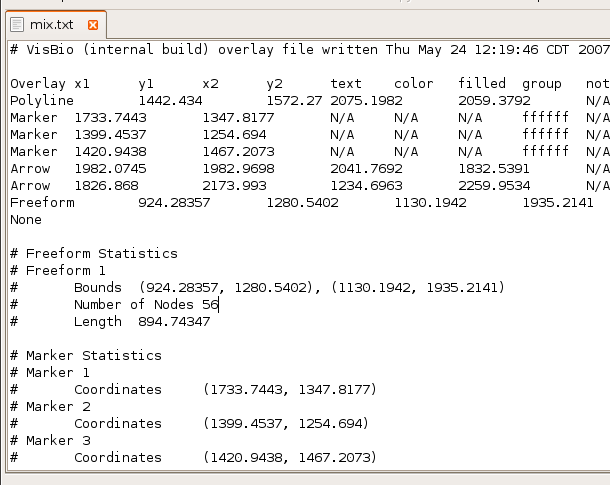 mix.txt
# VisBio (internal build) overlay file written Thu May 24 12:19:46 CDT 2007
Overlay x1 y1 x2 y2 text color filled group not
Polyline 1442.434 1572.27 2075.1982 2059.3792 N/A
Marker 1733.7443 1347.8177 N/A N/A N/A ffffff N/A
Marker 1399.4537 1254.694 N/A N/A N/A ffffff N/A
Marker 1420.9438 1467.2073 N/A N/A N/A ffffff N/A
Arrow 1982.0745 1982.9698 2041.7692 1832.5391 N/A
Arrow 1826.868 2173.993 1234.6963 2259.9534 N/A
Freeform 924.28357 1280.5402 1130.1942 1935.2141
None
# Freeform Statistics
# Freeform 1
# Bounds (924.28357, 1280.5402), (1130.1942, 1935.2141)
# Number of Nodes 56
# Length 894.74347
# Marker Statistics
# Marker 1
# Coordinates (1733.7443, 1347.8177)
# Marker 2
# Coordinates (1399.4537, 1254.694)
# Marker 3
# Coordinates (1420.9438, 1467.2073)